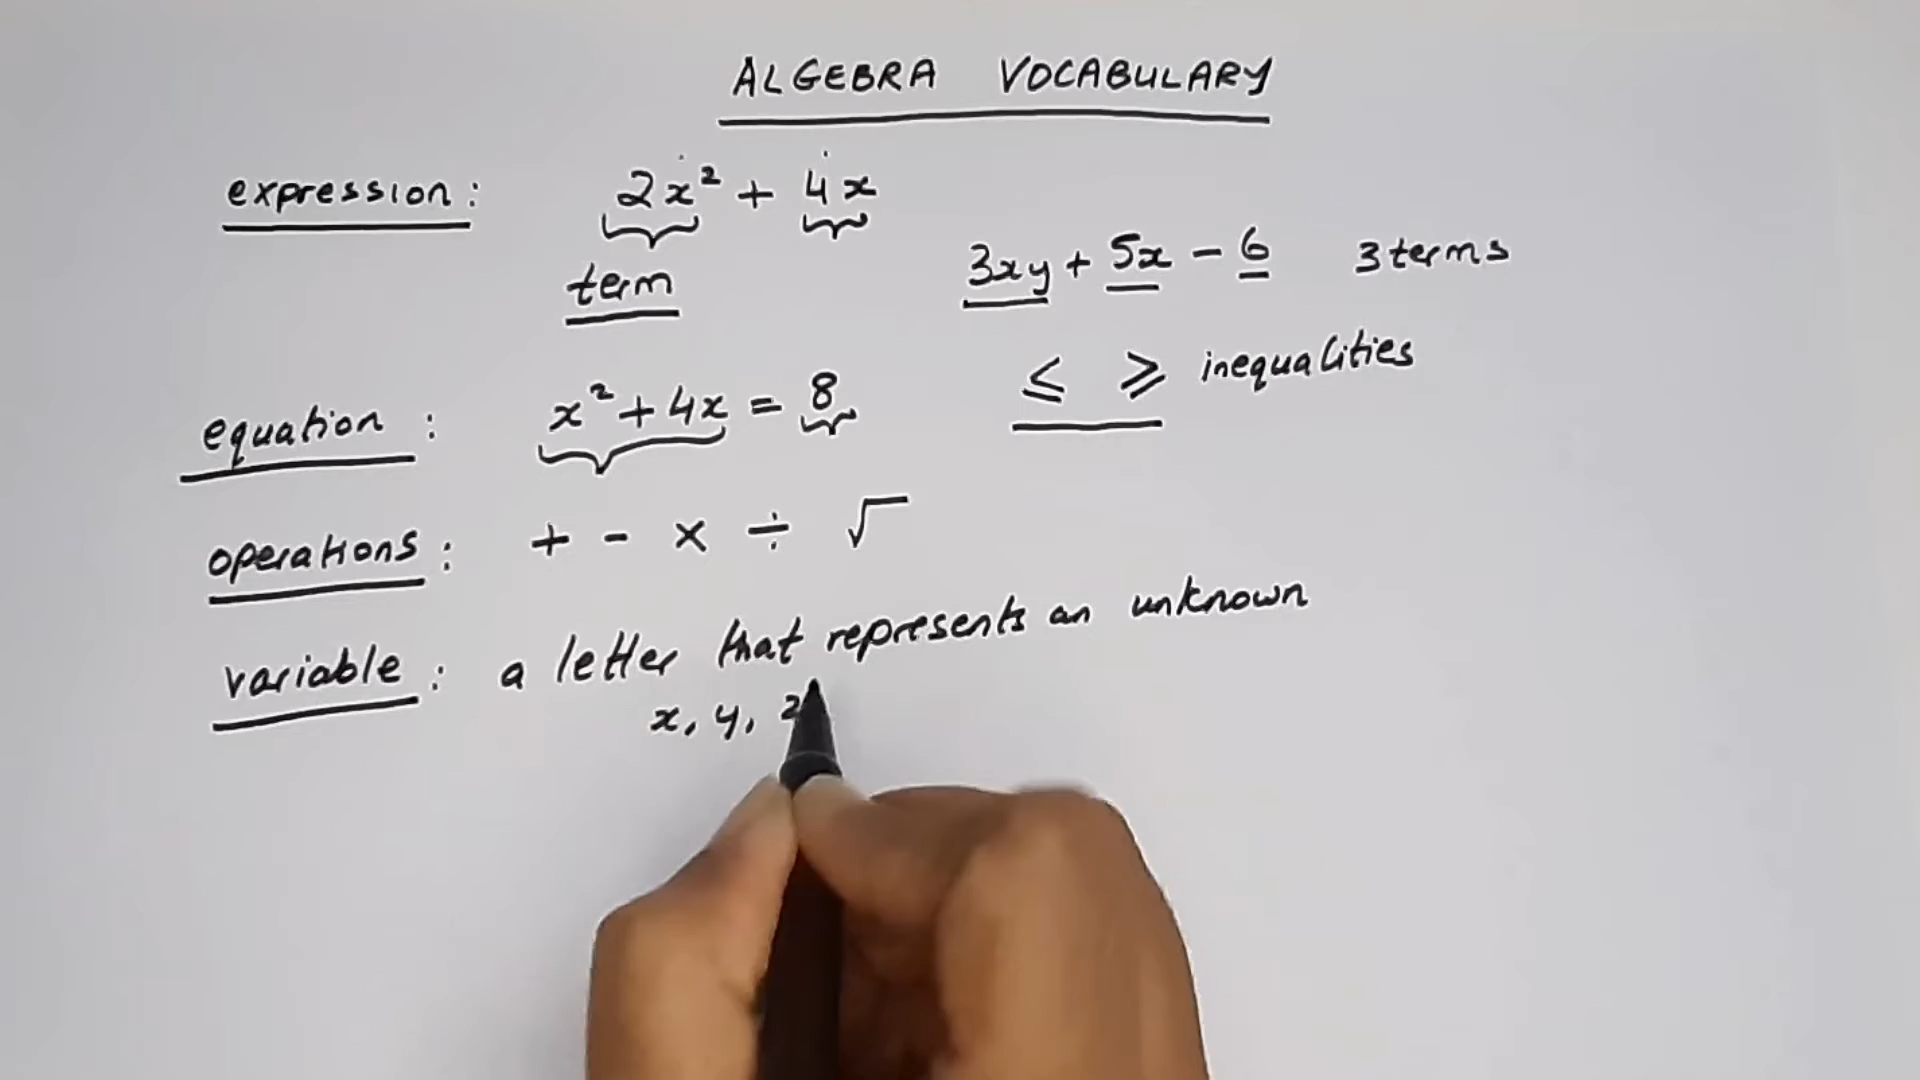 ALGEBRA VOCABULARY
expression: 2x² + 4x
term
3xy + 5x - 6 3 terms
≤ ≥ inequalities
equation: x² + 4x = 8
operations: + - × ÷ √
variable: a letter that represents an unknown
x, y,